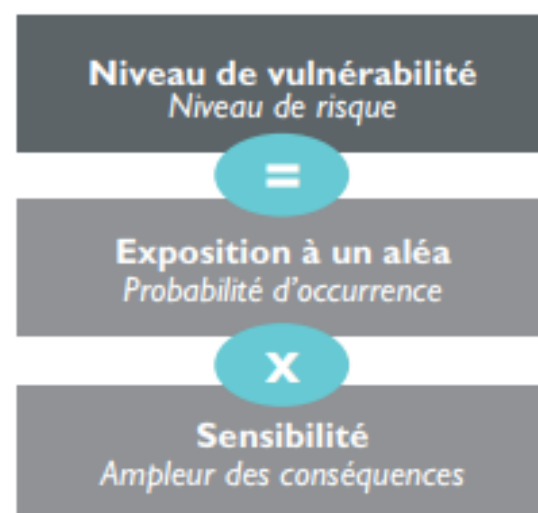 Niveau de vulnérabilité
Niveau de risque
=
Exposition à un aléa
Probabilité d'occurrence
x
Sensibilité
Ampleur des conséquences